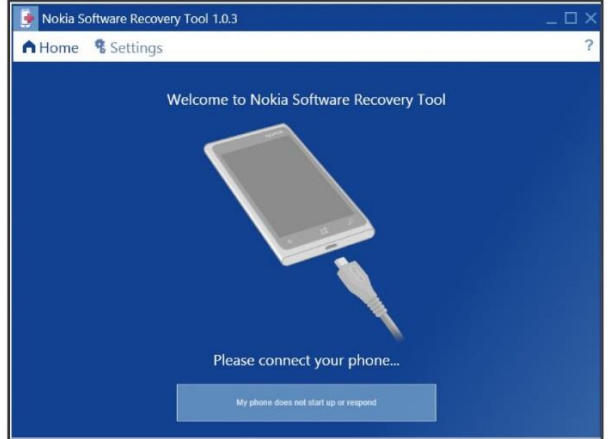 Nokia Software Recovery Tool 1.0.3
Home Settings ?
Welcome to Nokia Software Recovery Tool
Please connect your phone...
My phone does not start up or respond